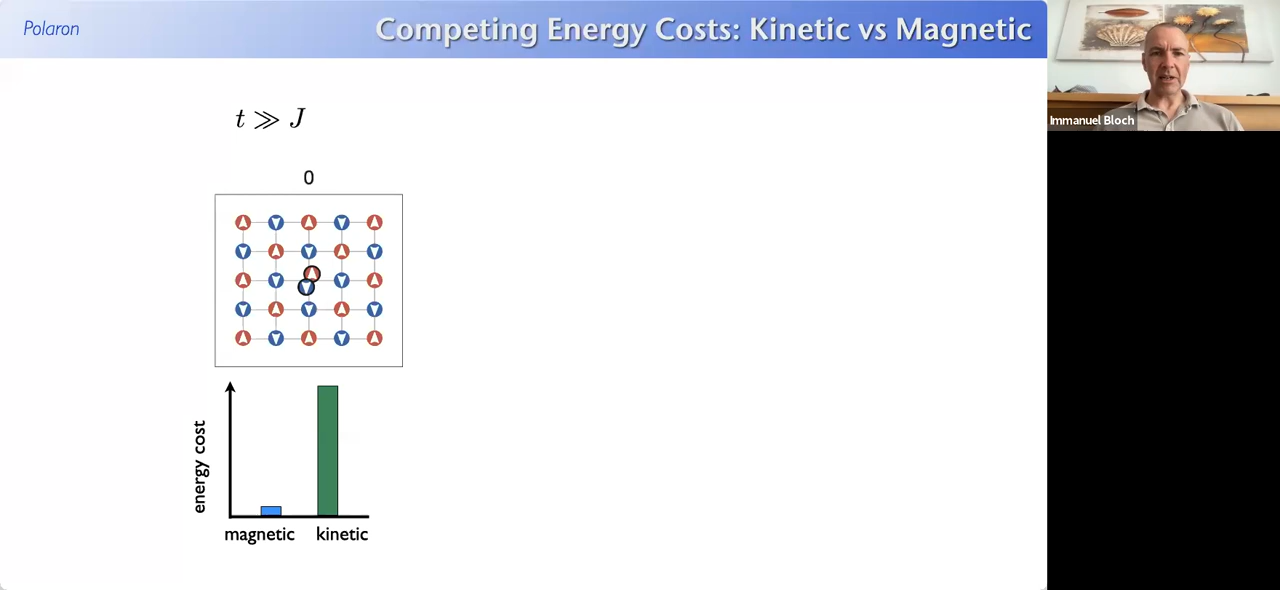 Polaron
Competing Energy Costs: Kinetic vs Magnetic
Immanuel Bloch
t ≫ J
0
energy cost
magnetic kinetic